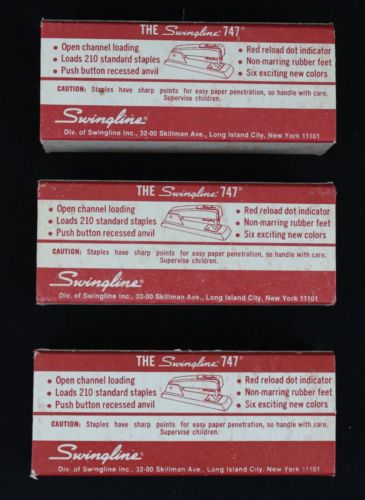 THE Swingline 747®
• Open channel loading
• Loads 210 standard staples
• Push button recessed anvil
• Red reload dot indicator
• Non-marring rubber feet
• Six exciting new colors
CAUTION: Staples have sharp points for easy paper penetration, so handle with care.
Supervise children.
Swingline®
Div. of Swingline Inc., 32-00 Skillman Ave., Long Island City, New York 11101
THE Swingline 747®
• Open channel loading
• Loads 210 standard staples
• Push button recessed anvil
• Red reload dot indicator
• Non-marring rubber feet
• Six exciting new colors
CAUTION: Staples have sharp points for easy paper penetration, so handle with care.
Supervise children.
Swingline®
Div. of Swingline Inc., 32-00 Skillman Ave., Long Island City, New York 11101
THE Swingline 747®
• Open channel loading
• Loads 210 standard staples
• Push button recessed anvil
• Red reload dot indicator
• Non-marring rubber feet
• Six exciting new colors
CAUTION: Staples have sharp points for easy paper penetration, so handle with care.
Supervise children.
Swingline®
Div. of Swingline Inc., 32-00 Skillman Ave., Long Island City, New York 11101